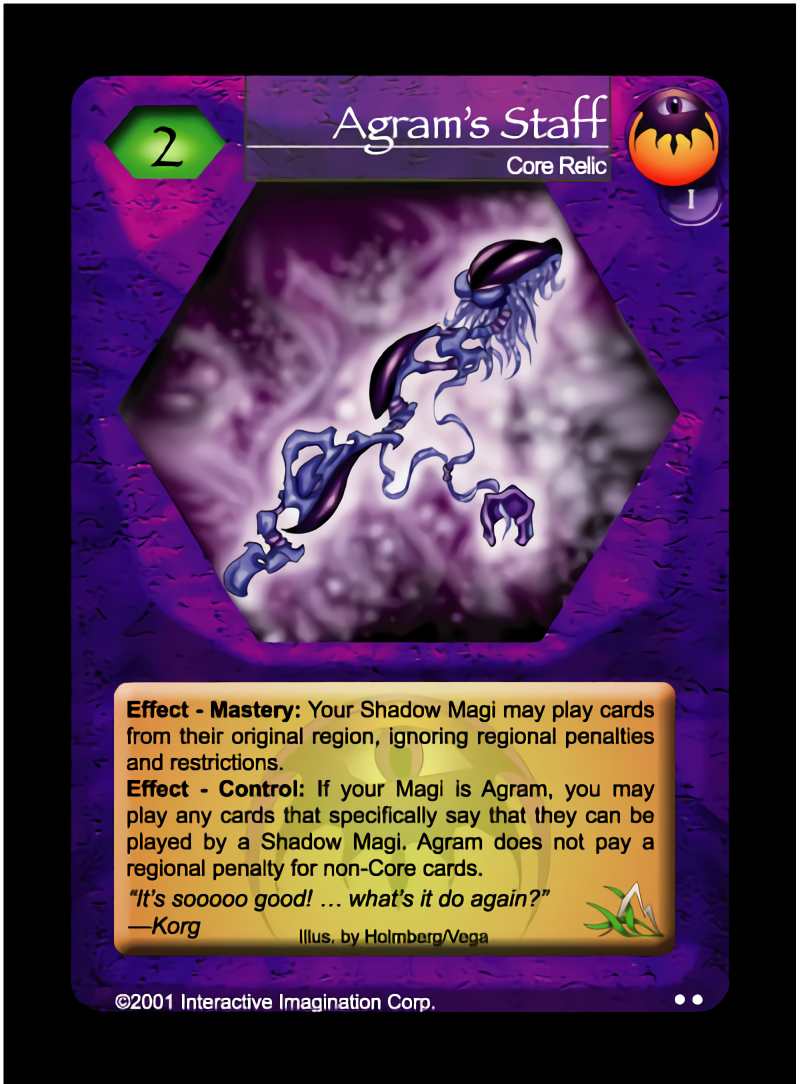 2
Agram's Staff
Core Relic
I
Effect - Mastery: Your Shadow Magi may play cards
from their original region, ignoring regional penalties
and restrictions.
Effect - Control: If your Magi is Agram, you may
play any cards that specifically say that they can be
played by a Shadow Magi. Agram does not pay a
regional penalty for non-Core cards.
"It's sooooo good! ... what's it do again?"
—Korg
Illus. by Holmberg/Vega
©2001 Interactive Imagination Corp.